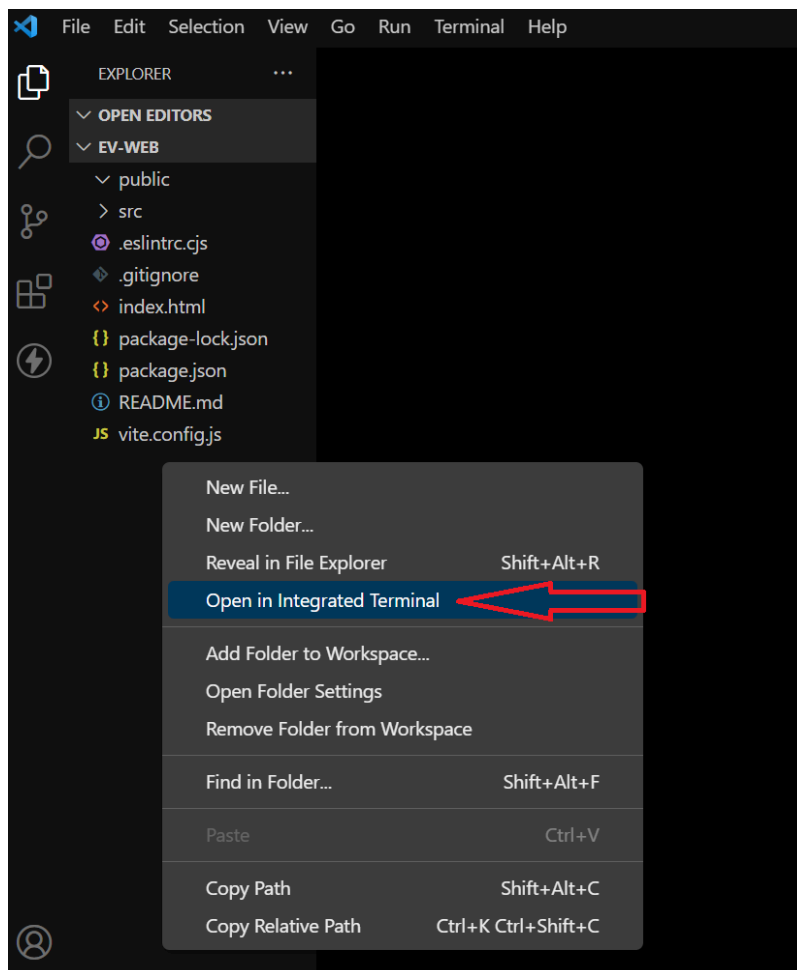 File Edit Selection View Go Run Terminal Help
EXPLORER ...
OPEN EDITORS
EV-WEB
public
src
.eslintrc.cjs
.gitignore
index.html
{} package-lock.json
{} package.json
README.md
JS vite.config.js
New File...
New Folder...
Reveal in File Explorer Shift+Alt+R
Open in Integrated Terminal
Add Folder to Workspace...
Open Folder Settings
Remove Folder from Workspace
Find in Folder... Shift+Alt+F
Paste Ctrl+V
Copy Path Shift+Alt+C
Copy Relative Path Ctrl+K Ctrl+Shift+C